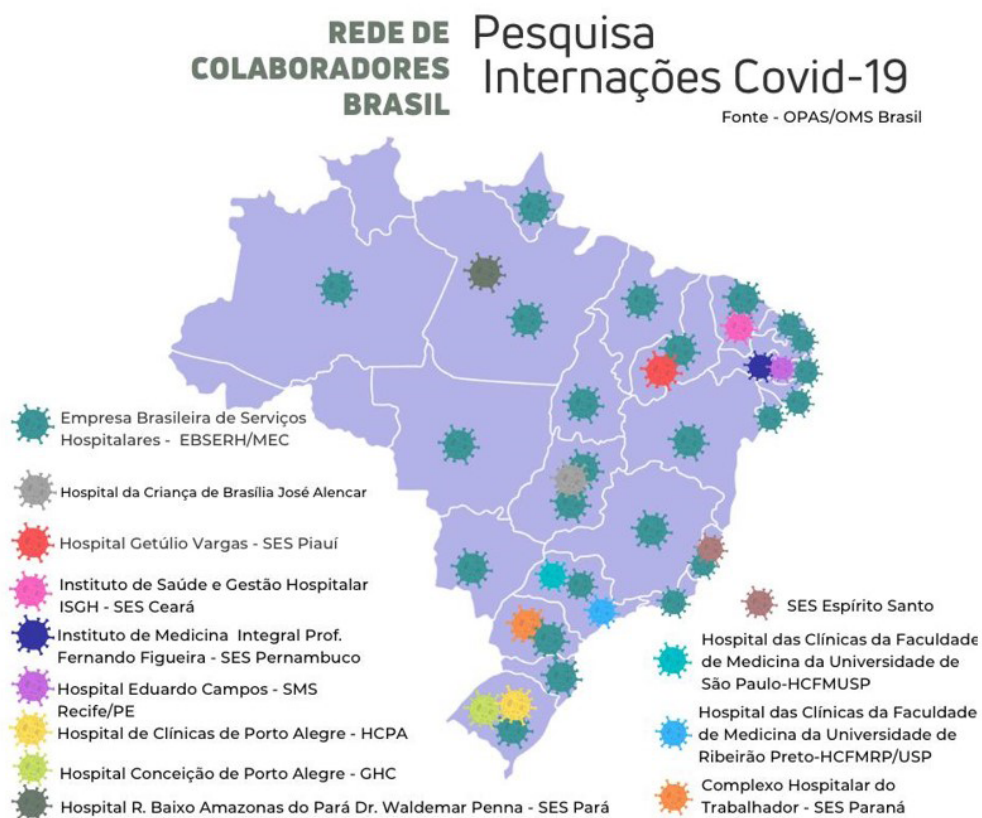 REDE DE
COLABORADORES
BRASIL
Pesquisa
Internações Covid-19
Fonte - OPAS/OMS Brasil
Empresa Brasileira de Serviços
Hospitalares - EBSERH/MEC
Hospital da Criança de Brasília José Alencar
Hospital Getúlio Vargas - SES Piauí
Instituto de Saúde e Gestão Hospitalar
ISGH - SES Ceará
Instituto de Medicina Integral Prof.
Fernando Figueira - SES Pernambuco
Hospital Eduardo Campos - SMS
Recife/PE
Hospital de Clínicas de Porto Alegre - HCPA
Hospital Conceição de Porto Alegre - GHC
Hospital R. Baixo Amazonas do Pará Dr. Waldemar Penna - SES Pará
SES Espírito Santo
Hospital das Clínicas da Faculdade
de Medicina da Universidade de
São Paulo-HCFMUSP
Hospital das Clínicas da Faculdade
de Medicina da Universidade de
Ribeirão Preto-HCFMRP/USP
Complexo Hospitalar do
Trabalhador - SES Paraná